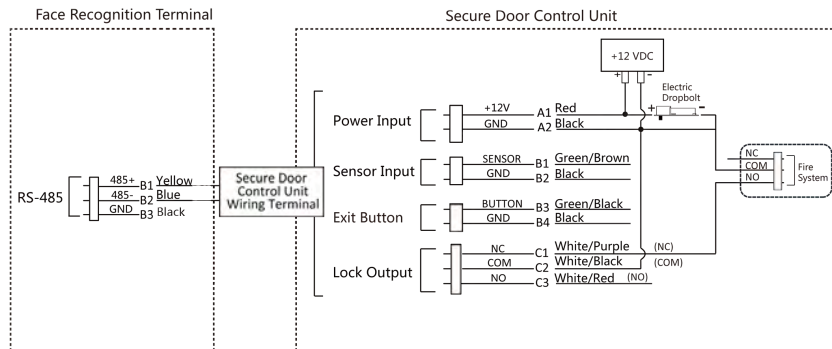 Face Recognition Terminal
Secure Door Control Unit
+12 VDC
+ -
Electric
Dropbolt
+ -
Power Input
+12V A1 Red
GND A2 Black
Sensor Input
SENSOR B1 Green/Brown
GND B2 Black
Exit Button
BUTTON B3 Green/Black
GND B4 Black
Lock Output
NC C1 White/Purple (NC)
COM C2 White/Black (COM)
NO C3 White/Red (NO)
NC
COM
NO
Fire
System
RS-485
485+ B1 Yellow
485- B2 Blue
GND B3 Black
Secure Door
Control Unit
Wiring Terminal